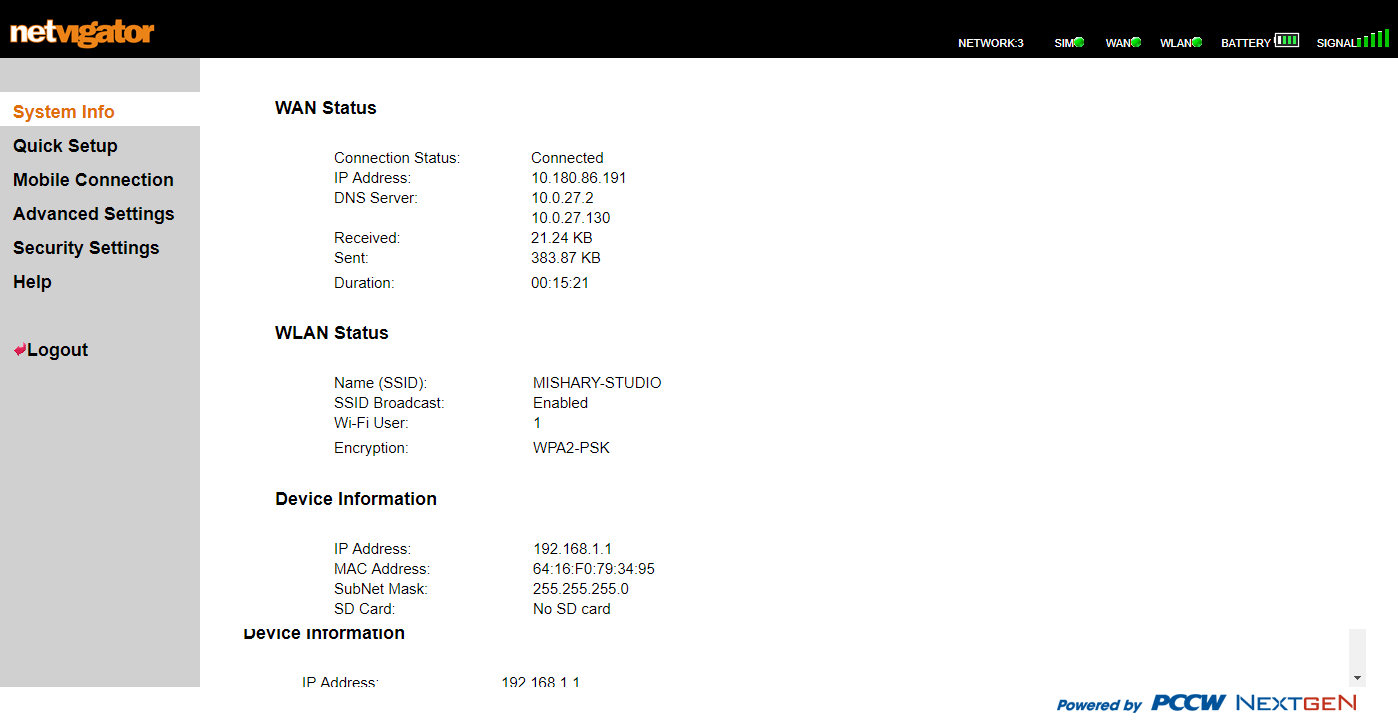 netvigator
NETWORK:3 SIM WAN WLAN BATTERY SIGNAL
System Info
Quick Setup
Mobile Connection
Advanced Settings
Security Settings
Help
Logout
WAN Status
Connection Status: Connected
IP Address: 10.180.86.191
DNS Server: 10.0.27.2
10.0.27.130
Received: 21.24 KB
Sent: 383.87 KB
Duration: 00:15:21
WLAN Status
Name (SSID): MISHARY-STUDIO
SSID Broadcast: Enabled
Wi-Fi User: 1
Encryption: WPA2-PSK
Device Information
IP Address: 192.168.1.1
MAC Address: 64:16:F0:79:34:95
SubNet Mask: 255.255.255.0
SD Card: No SD card
Device Information
IP Address: 192.168.1.1
Powered by PCCW NEXTGEN